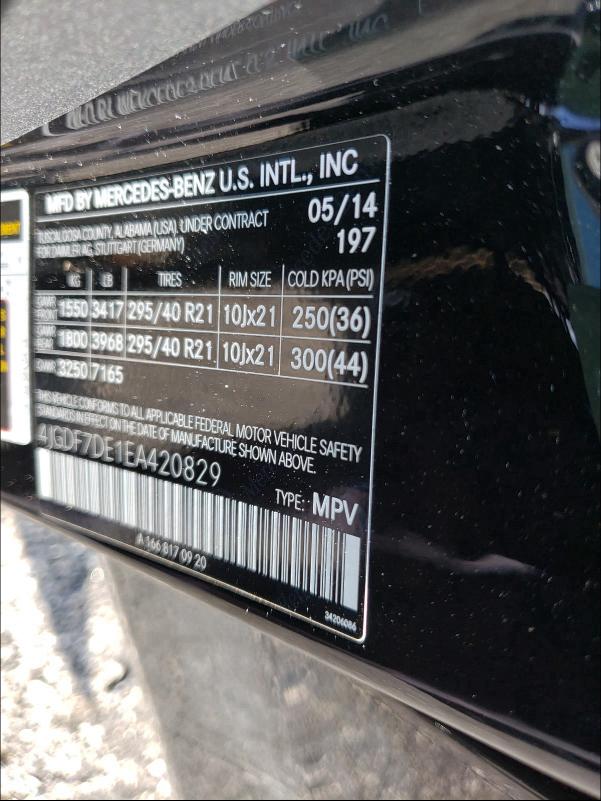 MFD BY MERCEDES-BENZ U.S. INTL., INC
TUSCALOOSA COUNTY, ALABAMA (USA), UNDER CONTRACT
FOR DAIMLER AG, STUTTGART (GERMANY)
05/14
197
KG LB TIRES RIM SIZE COLD KPA(PSI)
GAWR FRONT 1550 3417 295/40 R21 10Jx21 250(36)
GAWR REAR 1800 3968 295/40 R21 10Jx21 300(44)
GVWR 3250 7165
THIS VEHICLE CONFORMS TO ALL APPLICABLE FEDERAL MOTOR VEHICLE SAFETY
STANDARDS IN EFFECT ON THE DATE OF MANUFACTURE SHOWN ABOVE.
4JGDF7DE1EA420829
TYPE: MPV
A 166 817 09 20
34206086